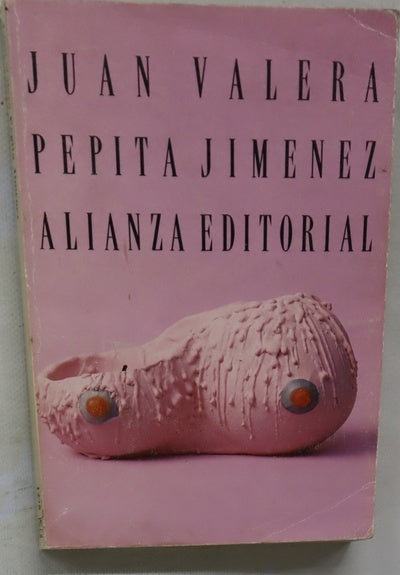 JUAN VALERA
PEPITA JIMENEZ
ALIANZA EDITORIAL